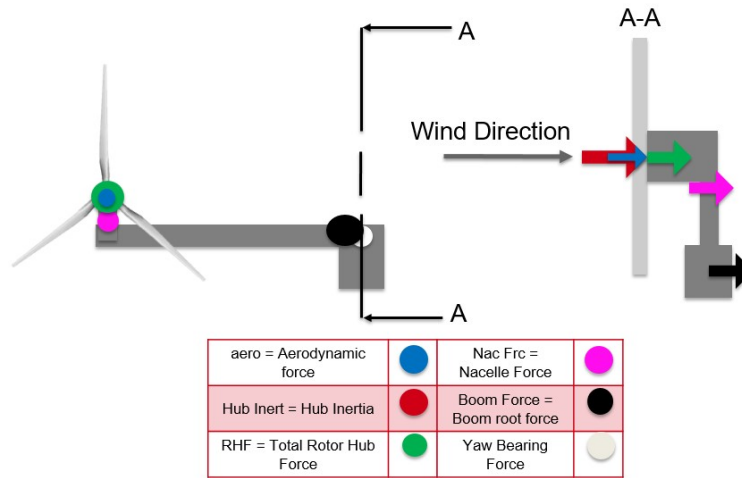 A
A-A
Wind Direction
A
aero = Aerodynamic
force
Nac Frc =
Nacelle Force
Hub Inert = Hub Inertia
Boom Force =
Boom root force
RHF = Total Rotor Hub
Force
Yaw Bearing
Force